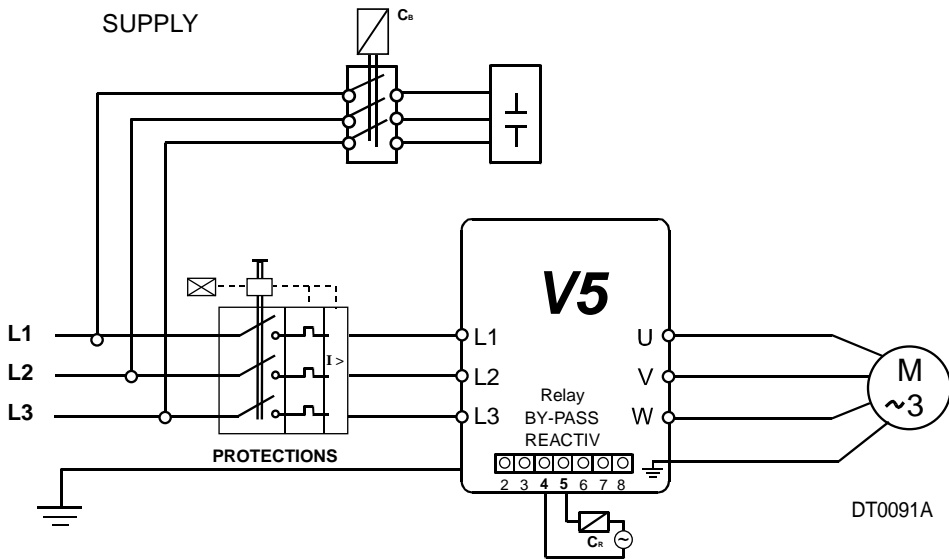 SUPPLY
CB
V5
L1
L2
L3
I >
L1
L2
L3
U
V
W
M
~3
Relay
BY-PASS
REACTIV
PROTECTIONS
2 3 4 5 6 7 8
CR
~
DT0091A